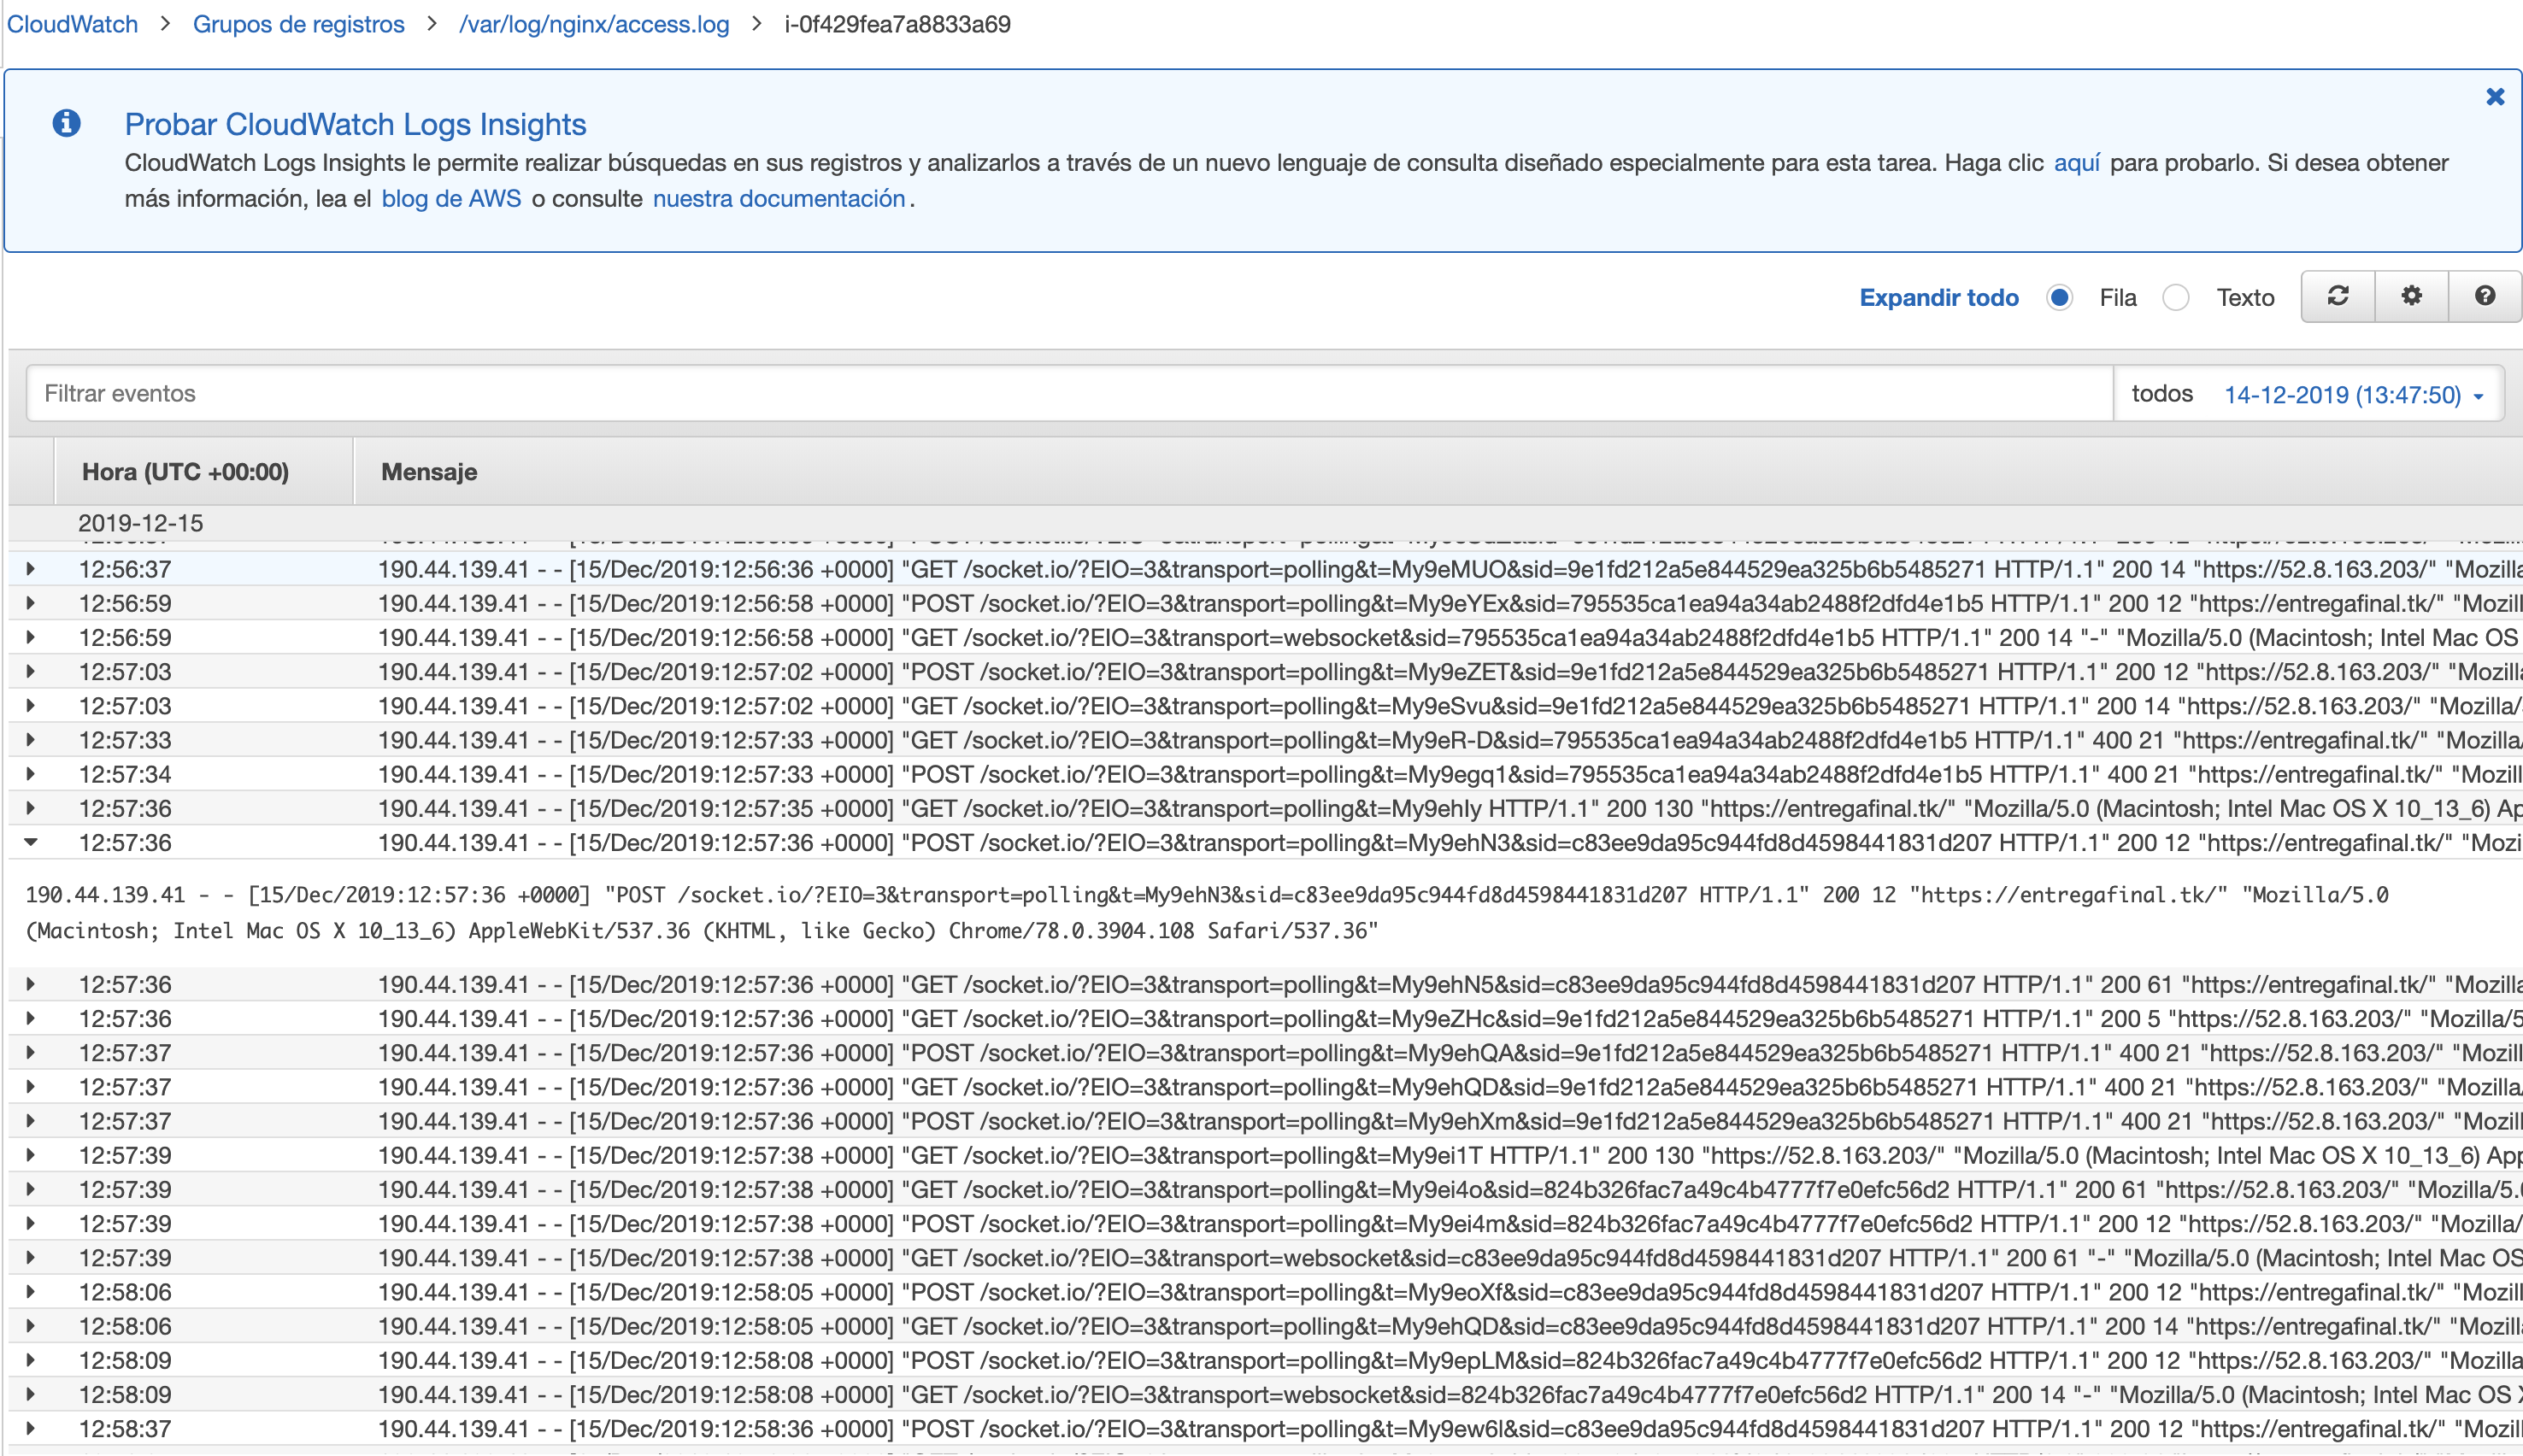 CloudWatch > Grupos de registros > /var/log/nginx/access.log > i-0f429fea7a8833a69
Probar CloudWatch Logs Insights
CloudWatch Logs Insights le permite realizar búsquedas en sus registros y analizarlos a través de un nuevo lenguaje de consulta diseñado especialmente para esta tarea. Haga clic aquí para probarlo. Si desea obtener
más información, lea el blog de AWS o consulte nuestra documentación.
Expandir todo Fila Texto
Filtrar eventos todos 14-12-2019 (13:47:50)
Hora (UTC +00:00) Mensaje
2019-12-15
12:56:37 190.44.139.41 - - [15/Dec/2019:12:56:36 +0000] "GET /socket.io/?EIO=3&transport=polling&t=My9eMUO&sid=9e1fd212a5e844529ea325b6b5485271 HTTP/1.1" 200 14 "https://52.8.163.203/" "Mozilla
12:56:59 190.44.139.41 - - [15/Dec/2019:12:56:58 +0000] "POST /socket.io/?EIO=3&transport=polling&t=My9eYEx&sid=795535ca1ea94a34ab2488f2dfd4e1b5 HTTP/1.1" 200 12 "https://entregafinal.tk/" "Mozill
12:56:59 190.44.139.41 - - [15/Dec/2019:12:56:58 +0000] "GET /socket.io/?EIO=3&transport=websocket&sid=795535ca1ea94a34ab2488f2dfd4e1b5 HTTP/1.1" 200 14 "-" "Mozilla/5.0 (Macintosh; Intel Mac OS
12:57:03 190.44.139.41 - - [15/Dec/2019:12:57:02 +0000] "POST /socket.io/?EIO=3&transport=polling&t=My9eZET&sid=9e1fd212a5e844529ea325b6b5485271 HTTP/1.1" 200 12 "https://52.8.163.203/" "Mozill
12:57:03 190.44.139.41 - - [15/Dec/2019:12:57:02 +0000] "GET /socket.io/?EIO=3&transport=polling&t=My9eSvu&sid=9e1fd212a5e844529ea325b6b5485271 HTTP/1.1" 200 14 "https://52.8.163.203/" "Mozilla/
12:57:33 190.44.139.41 - - [15/Dec/2019:12:57:33 +0000] "GET /socket.io/?EIO=3&transport=polling&t=My9eR-D&sid=795535ca1ea94a34ab2488f2dfd4e1b5 HTTP/1.1" 400 21 "https://entregafinal.tk/" "Mozilla
12:57:34 190.44.139.41 - - [15/Dec/2019:12:57:33 +0000] "POST /socket.io/?EIO=3&transport=polling&t=My9egq1&sid=795535ca1ea94a34ab2488f2dfd4e1b5 HTTP/1.1" 400 21 "https://entregafinal.tk/" "Mozill
12:57:36 190.44.139.41 - - [15/Dec/2019:12:57:35 +0000] "GET /socket.io/?EIO=3&transport=polling&t=My9ehIy HTTP/1.1" 200 130 "https://entregafinal.tk/" "Mozilla/5.0 (Macintosh; Intel Mac OS X 10_13_6) Ap
12:57:36 190.44.139.41 - - [15/Dec/2019:12:57:36 +0000] "POST /socket.io/?EIO=3&transport=polling&t=My9ehN3&sid=c83ee9da95c944fd8d4598441831d207 HTTP/1.1" 200 12 "https://entregafinal.tk/" "Mozi
190.44.139.41 - - [15/Dec/2019:12:57:36 +0000] "POST /socket.io/?EIO=3&transport=polling&t=My9ehN3&sid=c83ee9da95c944fd8d4598441831d207 HTTP/1.1" 200 12 "https://entregafinal.tk/" "Mozilla/5.0
(Macintosh; Intel Mac OS X 10_13_6) AppleWebKit/537.36 (KHTML, like Gecko) Chrome/78.0.3904.108 Safari/537.36"
12:57:36 190.44.139.41 - - [15/Dec/2019:12:57:36 +0000] "GET /socket.io/?EIO=3&transport=polling&t=My9ehN5&sid=c83ee9da95c944fd8d4598441831d207 HTTP/1.1" 200 61 "https://entregafinal.tk/" "Mozilla
12:57:36 190.44.139.41 - - [15/Dec/2019:12:57:36 +0000] "GET /socket.io/?EIO=3&transport=polling&t=My9eZHc&sid=9e1fd212a5e844529ea325b6b5485271 HTTP/1.1" 200 5 "https://52.8.163.203/" "Mozilla/5
12:57:37 190.44.139.41 - - [15/Dec/2019:12:57:36 +0000] "POST /socket.io/?EIO=3&transport=polling&t=My9ehQA&sid=9e1fd212a5e844529ea325b6b5485271 HTTP/1.1" 400 21 "https://52.8.163.203/" "Mozill
12:57:37 190.44.139.41 - - [15/Dec/2019:12:57:36 +0000] "GET /socket.io/?EIO=3&transport=polling&t=My9ehQD&sid=9e1fd212a5e844529ea325b6b5485271 HTTP/1.1" 400 21 "https://52.8.163.203/" "Mozilla/
12:57:37 190.44.139.41 - - [15/Dec/2019:12:57:36 +0000] "POST /socket.io/?EIO=3&transport=polling&t=My9ehXm&sid=9e1fd212a5e844529ea325b6b5485271 HTTP/1.1" 400 21 "https://52.8.163.203/" "Mozill
12:57:39 190.44.139.41 - - [15/Dec/2019:12:57:38 +0000] "GET /socket.io/?EIO=3&transport=polling&t=My9ei1T HTTP/1.1" 200 130 "https://52.8.163.203/" "Mozilla/5.0 (Macintosh; Intel Mac OS X 10_13_6) App
12:57:39 190.44.139.41 - - [15/Dec/2019:12:57:38 +0000] "GET /socket.io/?EIO=3&transport=polling&t=My9ei4o&sid=824b326fac7a49c4b4777f7e0efc56d2 HTTP/1.1" 200 61 "https://52.8.163.203/" "Mozilla/5.0
12:57:39 190.44.139.41 - - [15/Dec/2019:12:57:38 +0000] "POST /socket.io/?EIO=3&transport=polling&t=My9ei4m&sid=824b326fac7a49c4b4777f7e0efc56d2 HTTP/1.1" 200 12 "https://52.8.163.203/" "Mozilla/
12:57:39 190.44.139.41 - - [15/Dec/2019:12:57:38 +0000] "GET /socket.io/?EIO=3&transport=websocket&sid=c83ee9da95c944fd8d4598441831d207 HTTP/1.1" 200 61 "-" "Mozilla/5.0 (Macintosh; Intel Mac OS
12:58:06 190.44.139.41 - - [15/Dec/2019:12:58:05 +0000] "POST /socket.io/?EIO=3&transport=polling&t=My9eoXf&sid=c83ee9da95c944fd8d4598441831d207 HTTP/1.1" 200 12 "https://entregafinal.tk/" "Mozill
12:58:06 190.44.139.41 - - [15/Dec/2019:12:58:05 +0000] "GET /socket.io/?EIO=3&transport=polling&t=My9ehQD&sid=c83ee9da95c944fd8d4598441831d207 HTTP/1.1" 200 14 "https://entregafinal.tk/" "Mozill
12:58:09 190.44.139.41 - - [15/Dec/2019:12:58:08 +0000] "POST /socket.io/?EIO=3&transport=polling&t=My9epLM&sid=824b326fac7a49c4b4777f7e0efc56d2 HTTP/1.1" 200 12 "https://52.8.163.203/" "Mozilla
12:58:09 190.44.139.41 - - [15/Dec/2019:12:58:08 +0000] "GET /socket.io/?EIO=3&transport=websocket&sid=824b326fac7a49c4b4777f7e0efc56d2 HTTP/1.1" 200 14 "-" "Mozilla/5.0 (Macintosh; Intel Mac OS X
12:58:37 190.44.139.41 - - [15/Dec/2019:12:58:36 +0000] "POST /socket.io/?EIO=3&transport=polling&t=My9ew6l&sid=c83ee9da95c944fd8d4598441831d207 HTTP/1.1" 200 12 "https://entregafinal.tk/" "Mozill